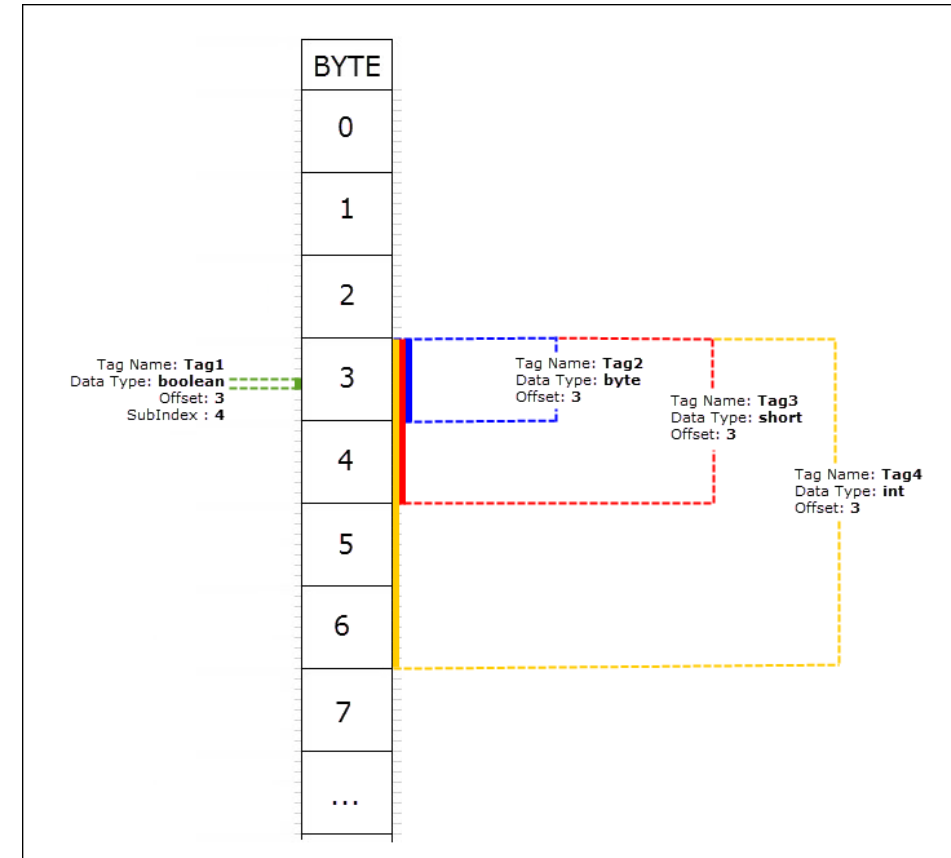 BYTE
0
1
2
3
4
5
6
7
...
Tag Name: Tag1
Data Type: boolean
Offset: 3
SubIndex : 4
Tag Name: Tag2
Data Type: byte
Offset: 3
Tag Name: Tag3
Data Type: short
Offset: 3
Tag Name: Tag4
Data Type: int
Offset: 3